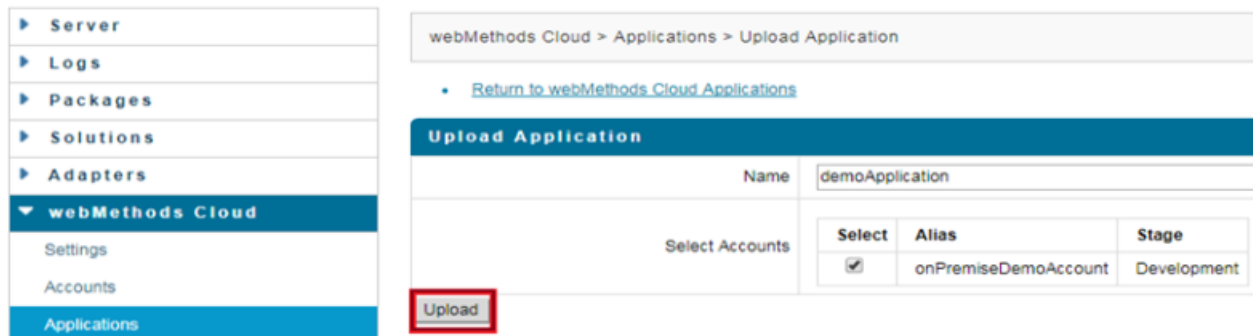 Server
Logs
Packages
Solutions
Adapters
webMethods Cloud
Settings
Accounts
Applications
webMethods Cloud > Applications > Upload Application
Return to webMethods Cloud Applications
Upload Application
Name demoApplication
Select Accounts
Select Alias Stage
onPremiseDemoAccount Development
Upload